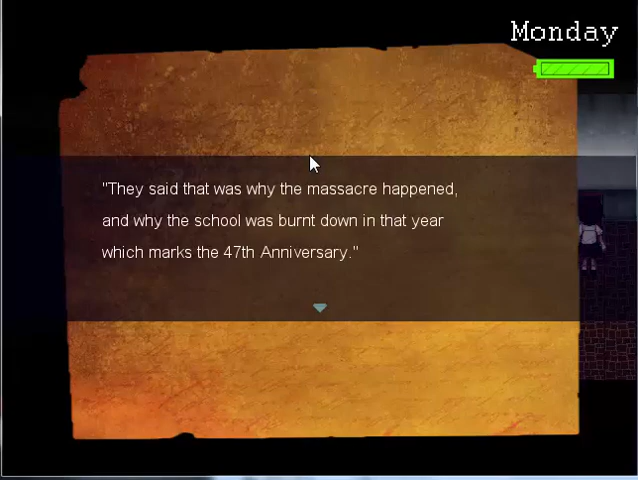 Monday
"They said that was why the massacre happened,
and why the school was burnt down in that year
which marks the 47th Anniversary."